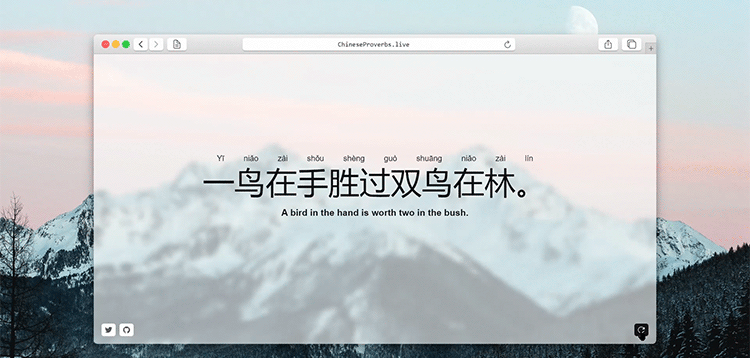 ChineseProverbs.live
Yī niǎo zài shǒu shèng guò shuāng niǎo zài lín
一鸟在手胜过双鸟在林。
A bird in the hand is worth two in the bush.